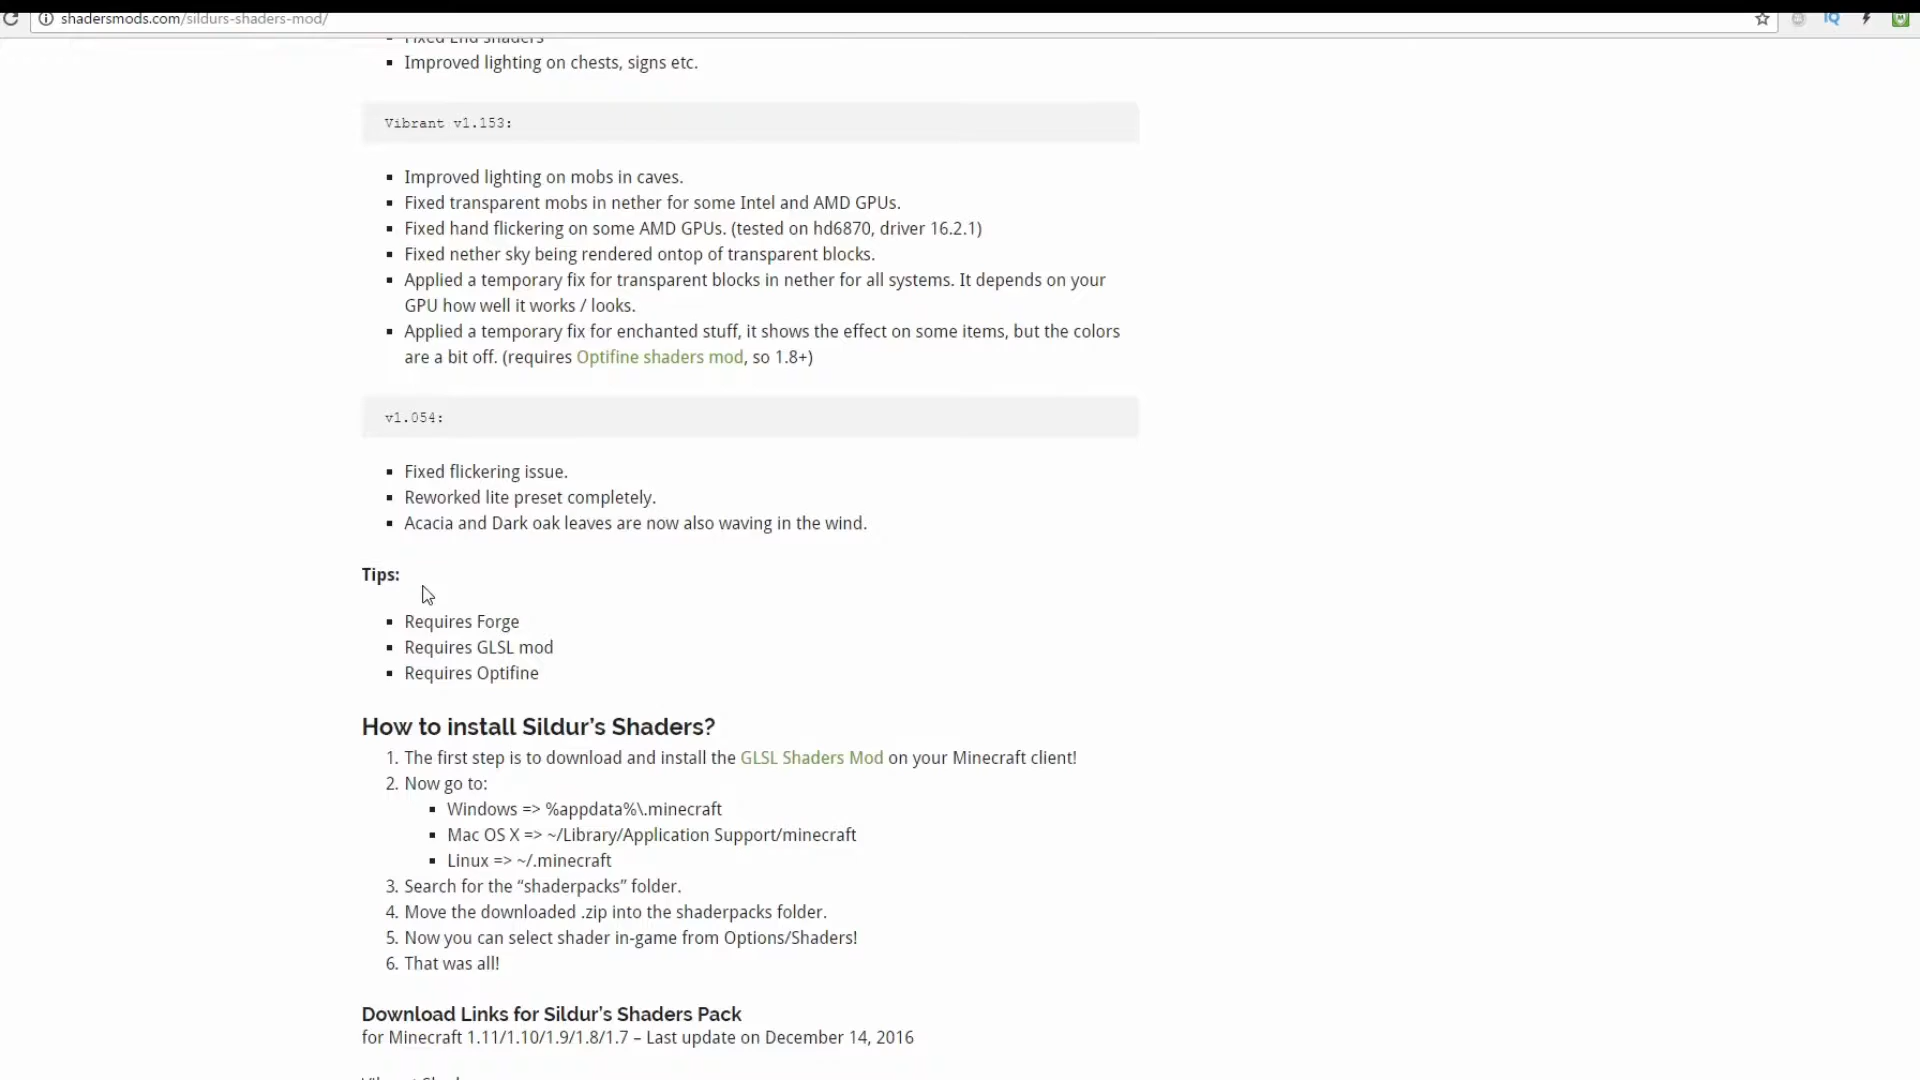 shadersmods.com/sildurs-shaders-mod/
IQ
Fixed End shaders
Improved lighting on chests, signs etc.
Vibrant v1.153:
Improved lighting on mobs in caves.
Fixed transparent mobs in nether for some Intel and AMD GPUs.
Fixed hand flickering on some AMD GPUs. (tested on hd6870, driver 16.2.1)
Fixed nether sky being rendered ontop of transparent blocks.
Applied a temporary fix for transparent blocks in nether for all systems. It depends on your
GPU how well it works / looks.
Applied a temporary fix for enchanted stuff, it shows the effect on some items, but the colors
are a bit off. (requires Optifine shaders mod, so 1.8+)
v1.054:
Fixed flickering issue.
Reworked lite preset completely.
Acacia and Dark oak leaves are now also waving in the wind.
Tips:
Requires Forge
Requires GLSL mod
Requires Optifine
How to install Sildur’s Shaders?
1. The first step is to download and install the GLSL Shaders Mod on your Minecraft client!
2. Now go to:
Windows => %appdata%\.minecraft
Mac OS X => ~/Library/Application Support/minecraft
Linux => ~/.minecraft
3. Search for the “shaderpacks” folder.
4. Move the downloaded .zip into the shaderpacks folder.
5. Now you can select shader in-game from Options/Shaders!
6. That was all!
Download Links for Sildur’s Shaders Pack
for Minecraft 1.11/1.10/1.9/1.8/1.7 – Last update on December 14, 2016